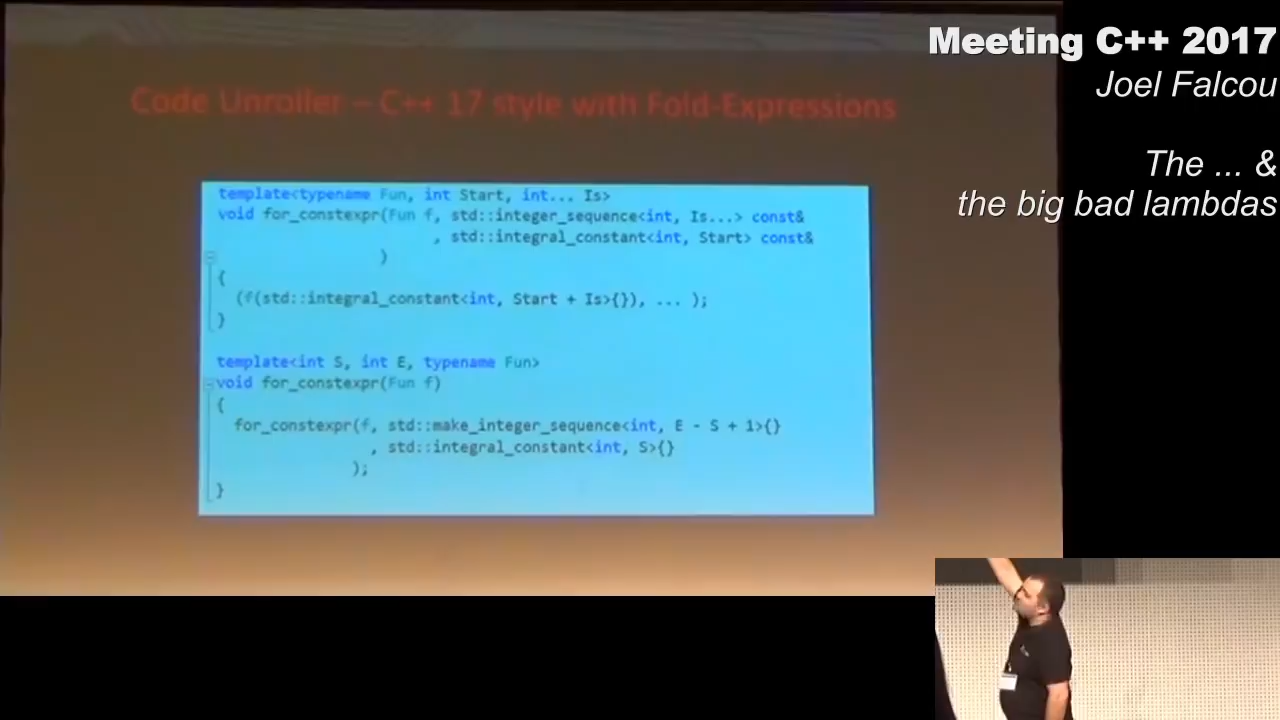 Meeting C++ 2017
Joel Falcou
The ... &
the big bad lambdas
Code Unroller – C++ 17 style with Fold-Expressions
template<typename Fun, int Start, int... Is>
void for_constexpr(Fun f, std::integer_sequence<int, Is...> const&
, std::integral_constant<int, Start> const&
)
{
(f(std::integral_constant<int, Start + Is>{}), ... );
}
template<int S, int E, typename Fun>
void for_constexpr(Fun f)
{
for_constexpr(f, std::make_integer_sequence<int, E - S + 1>{}
, std::integral_constant<int, S>{}
);
}